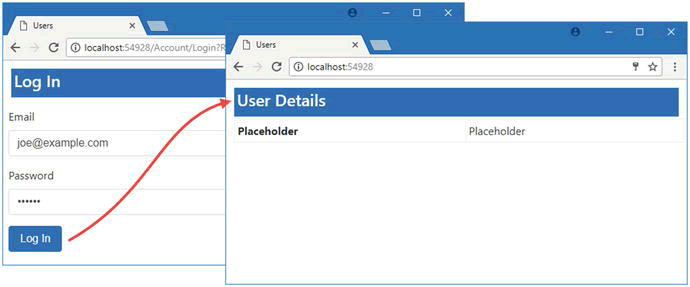 Users
localhost:54928/Account/Login?R
Log In
Email
joe@example.com
Password
••••••
Log In
Users
localhost:54928
User Details
Placeholder Placeholder